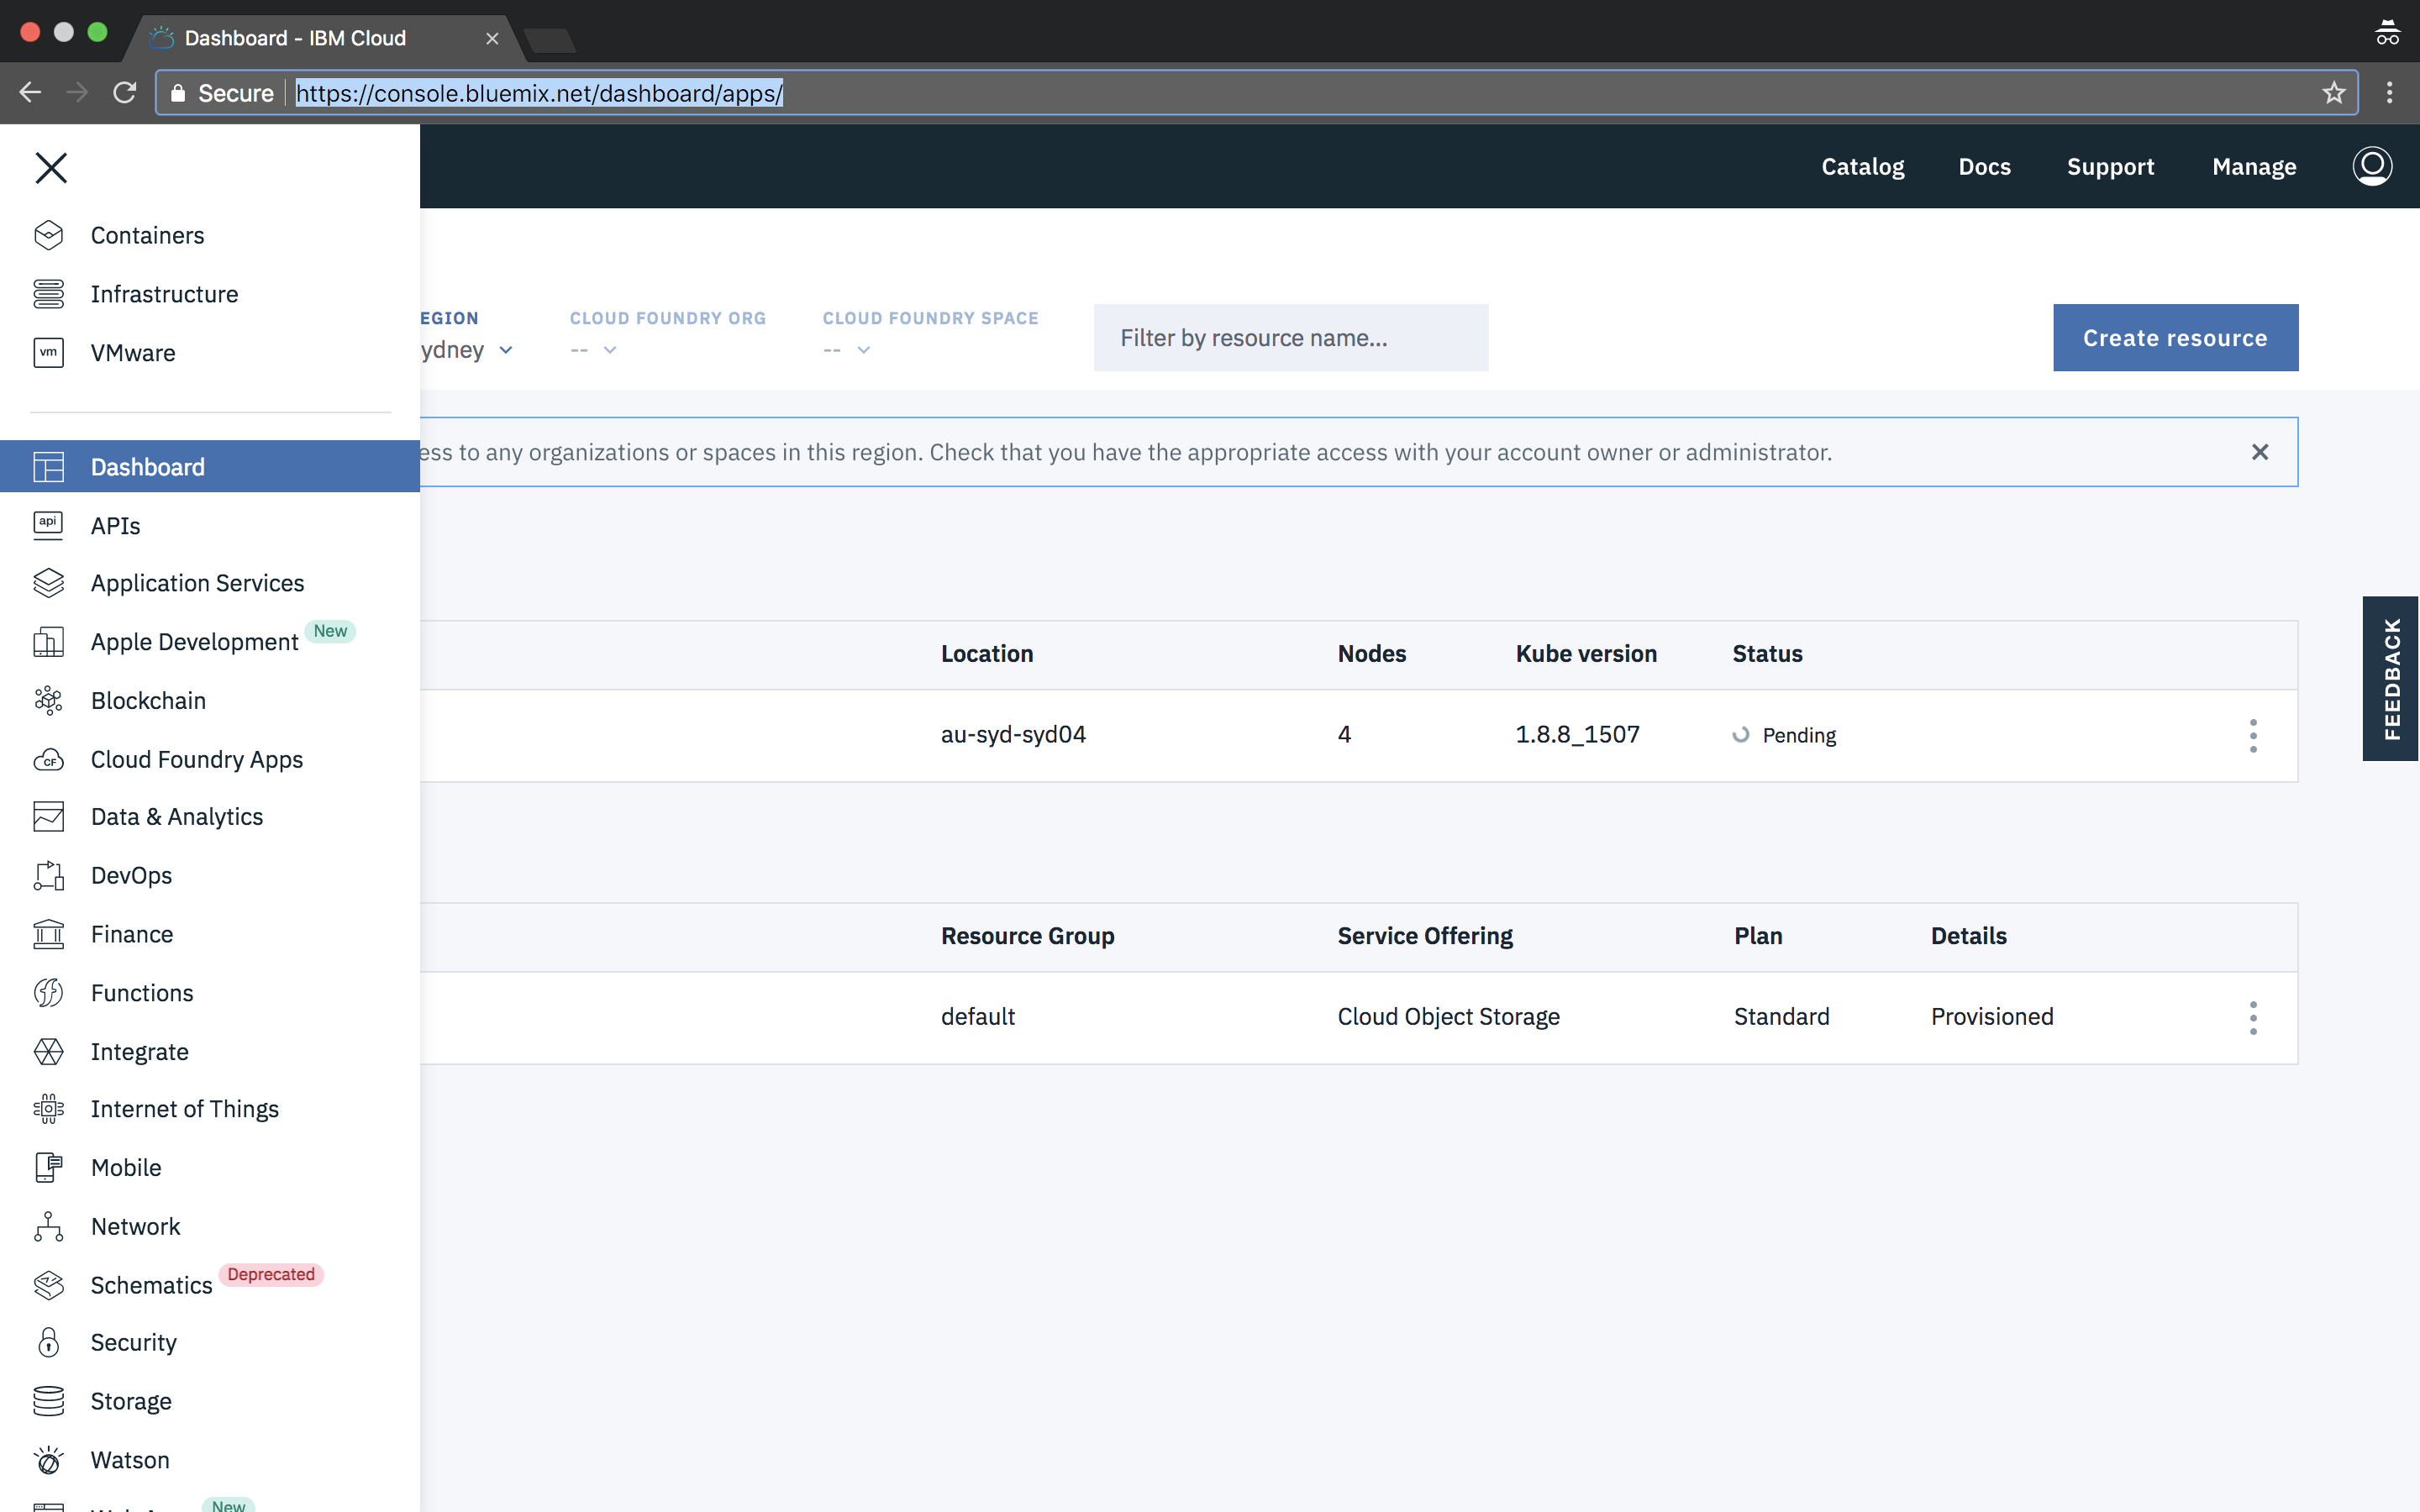 Dashboard - IBM Cloud
Secure
https://console.bluemix.net/dashboard/apps/
Catalog
Docs
Support
Manage
Containers
Infrastructure
vm
VMware
EGION
ydney
CLOUD FOUNDRY ORG
--
CLOUD FOUNDRY SPACE
--
Filter by resource name...
Create resource
ess to any organizations or spaces in this region. Check that you have the appropriate access with your account owner or administrator.
Dashboard
api
APIs
Application Services
Apple Development New
Blockchain
CF
Cloud Foundry Apps
Data & Analytics
DevOps
Finance
Functions
Integrate
Internet of Things
Mobile
Network
Schematics Deprecated
Security
Storage
Watson
New
Location Nodes Kube version Status
au-syd-syd04 4 1.8.8_1507 Pending
Resource Group Service Offering Plan Details
default Cloud Object Storage Standard Provisioned
FEEDBACK